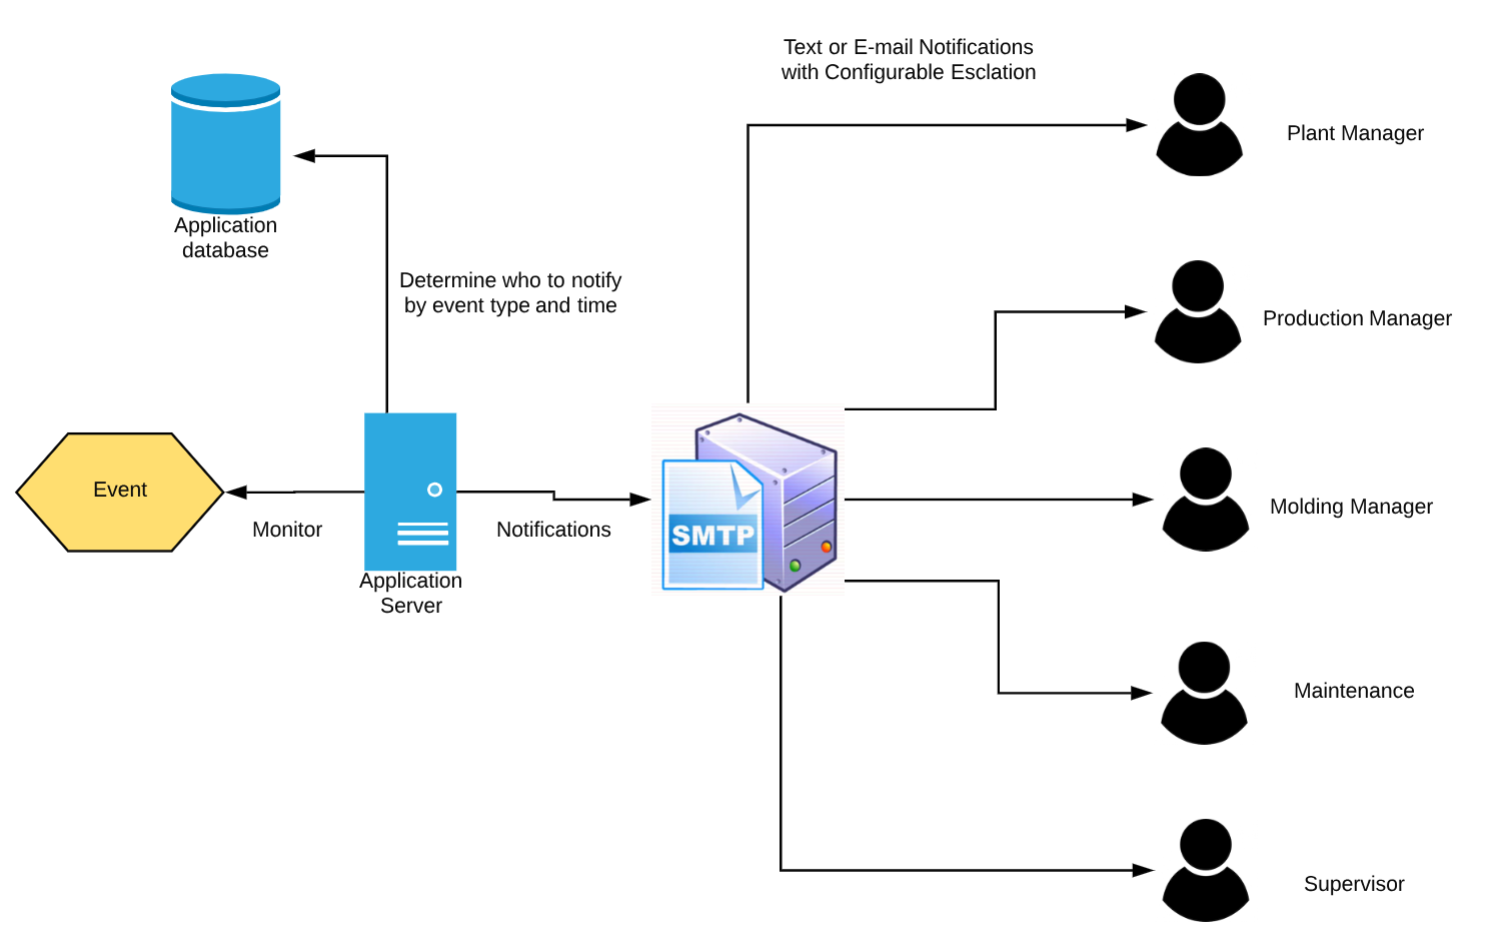 Text or E-mail Notifications
with Configurable Esclation
Plant Manager
Application
database
Determine who to notify
by event type and time
Production Manager
Event
Monitor
Notifications
Application
Server
SMTP
Molding Manager
Maintenance
Supervisor